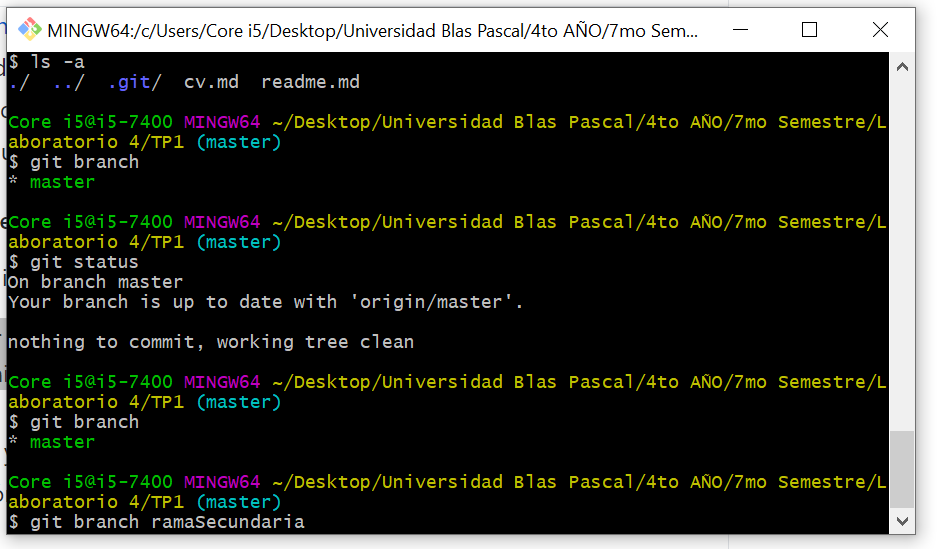 MINGW64:/c/Users/Core i5/Desktop/Universidad Blas Pascal/4to AÑO/7mo Sem...
$ ls -a
./  ../  .git/  cv.md  readme.md
Core i5@i5-7400 MINGW64 ~/Desktop/Universidad Blas Pascal/4to AÑO/7mo Semestre/L
aboratorio 4/TP1 (master)
$ git branch
* master
Core i5@i5-7400 MINGW64 ~/Desktop/Universidad Blas Pascal/4to AÑO/7mo Semestre/L
aboratorio 4/TP1 (master)
$ git status
On branch master
Your branch is up to date with 'origin/master'.
nothing to commit, working tree clean
Core i5@i5-7400 MINGW64 ~/Desktop/Universidad Blas Pascal/4to AÑO/7mo Semestre/L
aboratorio 4/TP1 (master)
$ git branch
* master
Core i5@i5-7400 MINGW64 ~/Desktop/Universidad Blas Pascal/4to AÑO/7mo Semestre/L
aboratorio 4/TP1 (master)
$ git branch ramaSecundaria